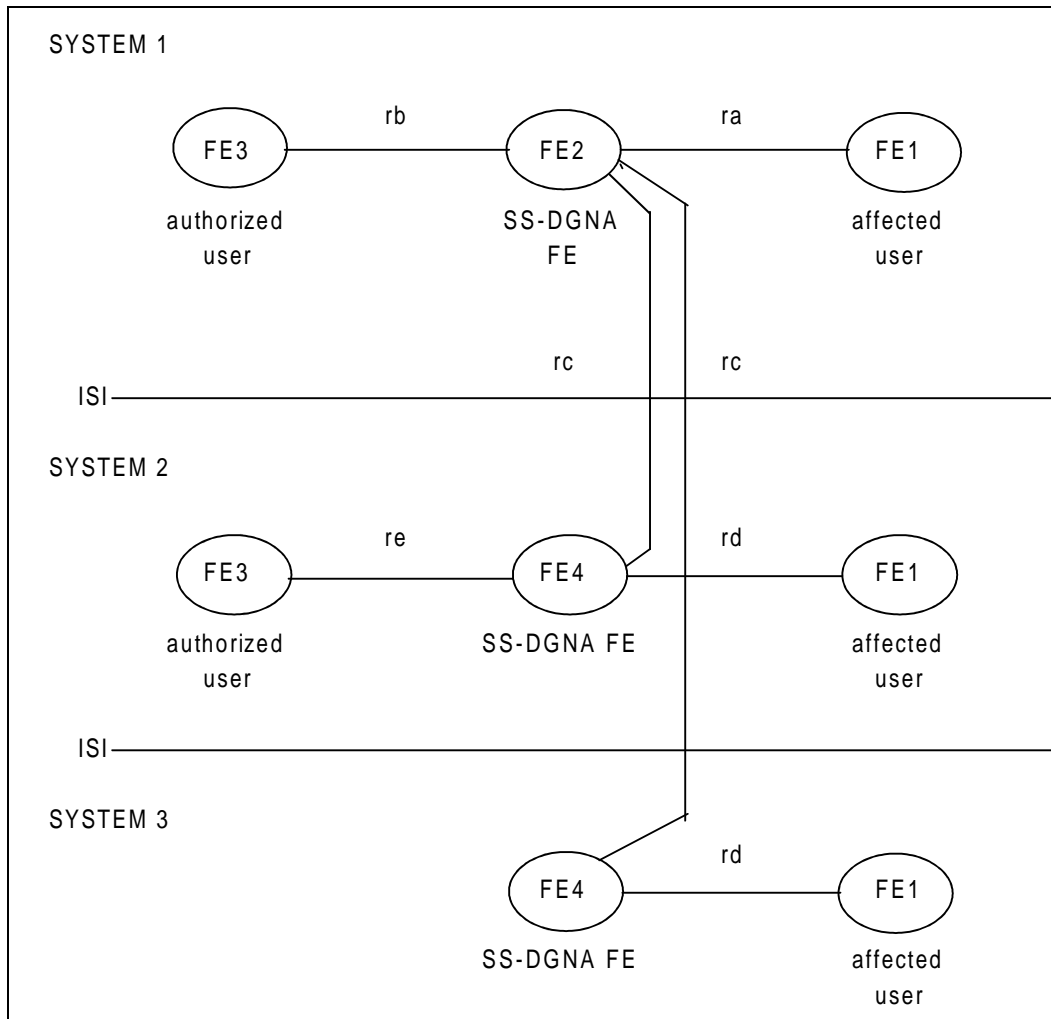 SYSTEM 1
rb
ra
FE3
FE2
FE1
authorized
user
SS-DGNA
FE
affected
user
rc
rc
ISI
SYSTEM 2
re
rd
FE3
FE4
FE1
authorized
user
SS-DGNA FE
affected
user
ISI
SYSTEM 3
rd
FE4
FE1
SS-DGNA FE
affected
user